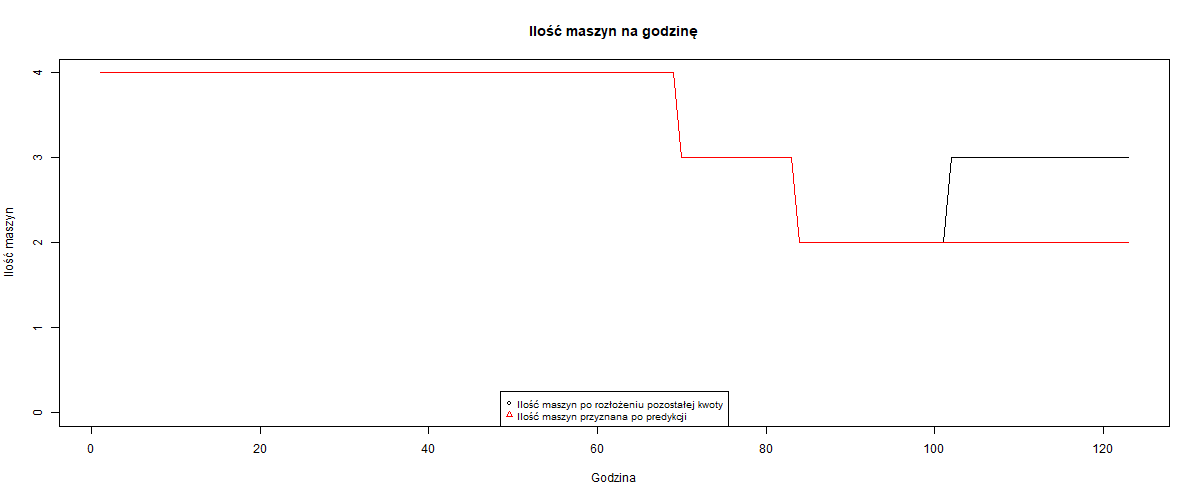 Ilość maszyn na godzinę
Ilość maszyn
4
3
2
1
0
Ilość maszyn po rozłożeniu pozostałej kwoty
Ilość maszyn przyznana po predykcji
0 20 40 60 80 100 120
Godzina